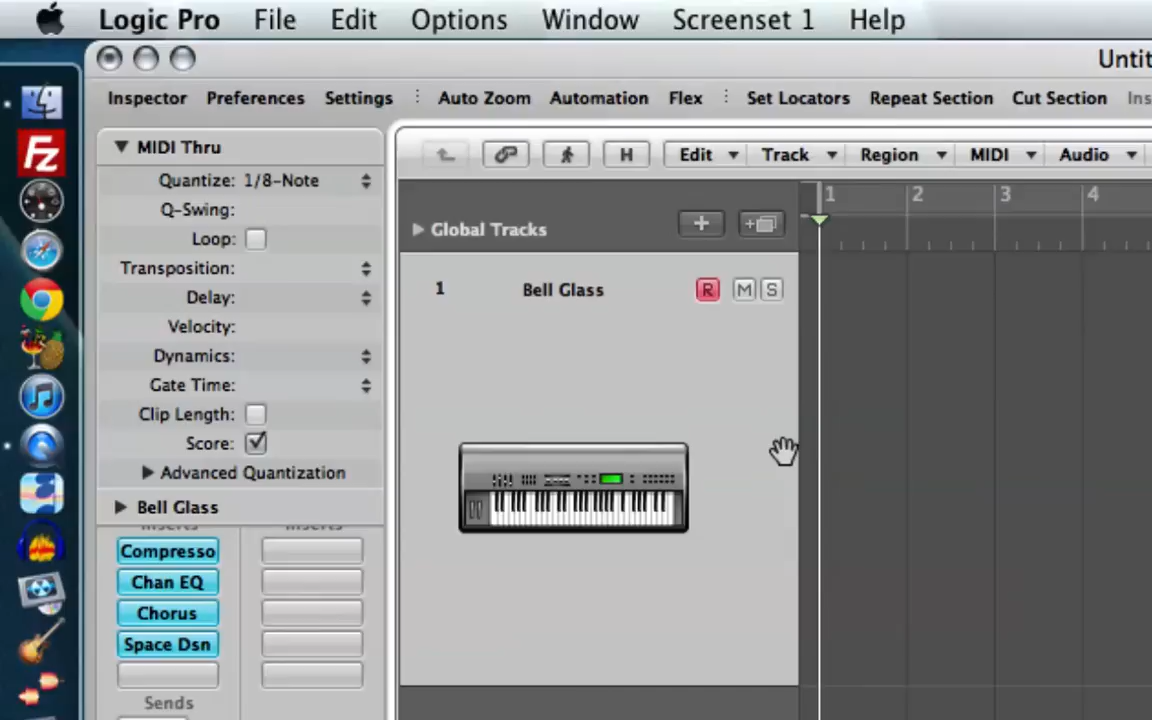 Logic Pro File Edit Options Window Screenset 1 Help
Inspector Preferences Settings Auto Zoom Automation Flex Set Locators Repeat Section Cut Section
MIDI Thru
H Edit Track Region MIDI Audio
Quantize: 1/8-Note
Q-Swing:
Loop:
Transposition:
Delay:
Velocity:
Dynamics:
Gate Time:
Clip Length:
Score:
Advanced Quantization
Bell Glass
Inserts Inserts
Compresso
Chan EQ
Chorus
Space Dsn
Sends
Global Tracks
1 2 3 4
1 Bell Glass R M S
Fz